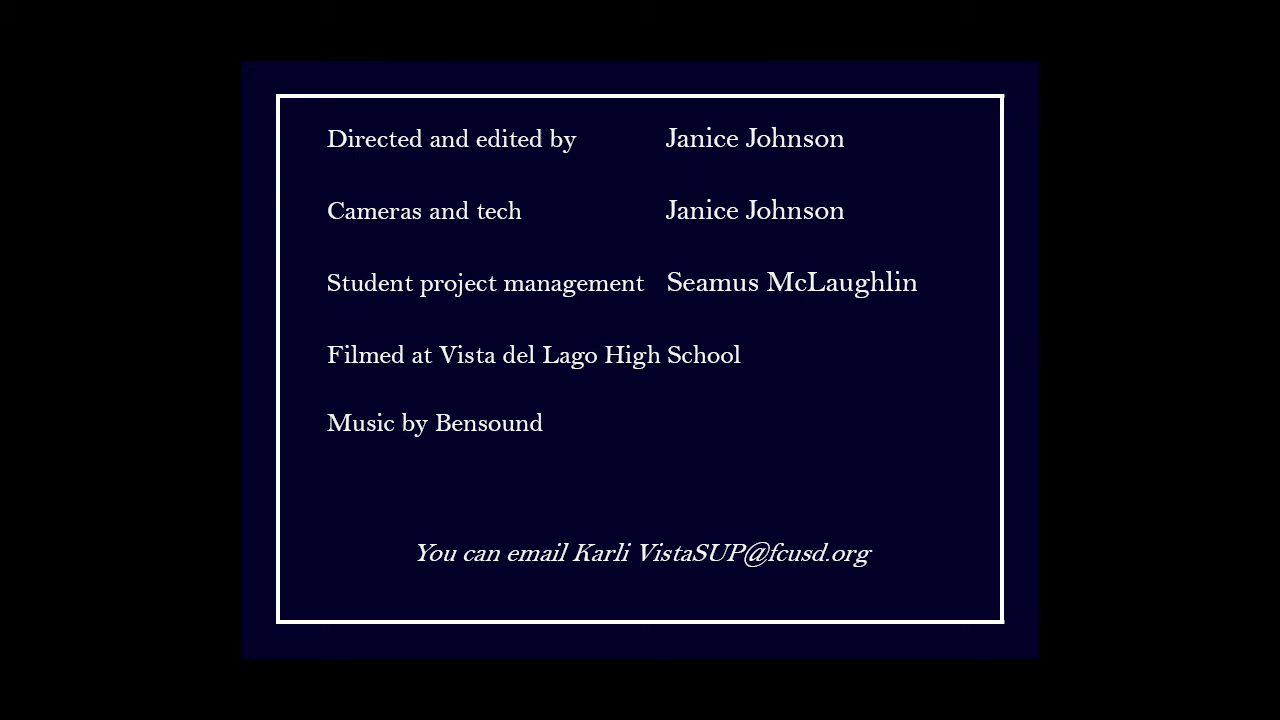 Directed and edited by Janice Johnson
Cameras and tech Janice Johnson
Student project management Seamus McLaughlin
Filmed at Vista del Lago High School
Music by Bensound
You can email Karli VistaSUP@fcusd.org